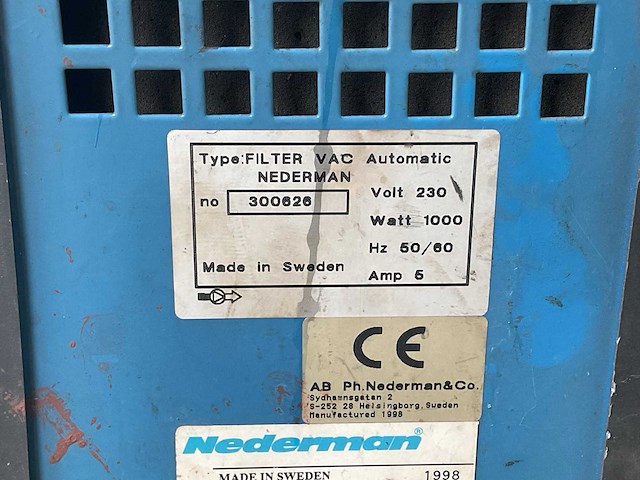 Type:FILTER VAC Automatic
NEDERMAN
no 300626
Volt 230
Watt 1000
Hz 50/60
Made in Sweden
Amp 5
CE
AB Ph.Nederman&Co.
Sydhamnsgatan 2
S-252 28 Helsingborg,Sweden
Manufactured 1998
Nederman®
MADE IN SWEDEN 1998